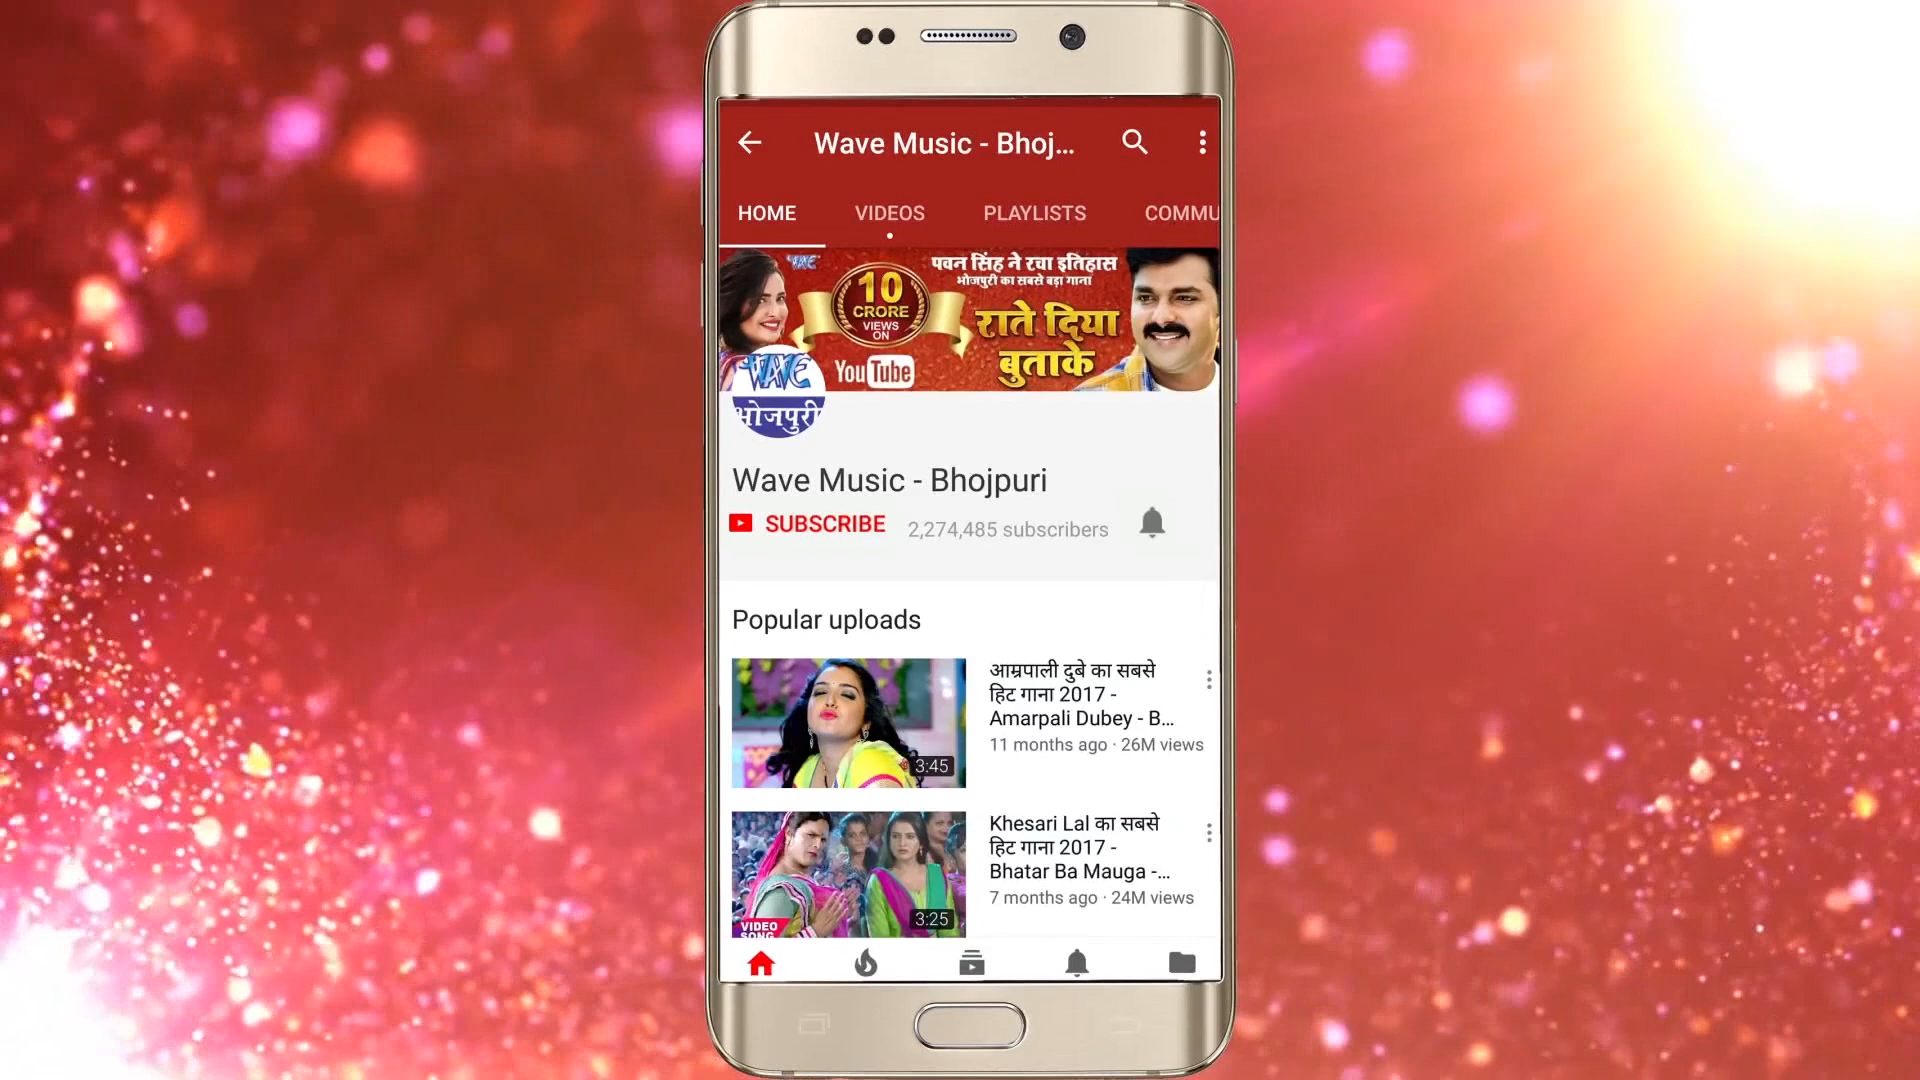 Wave Music - Bhoj...
HOME VIDEOS PLAYLISTS COMMU
WAVE
पवन सिंह ने रचा इतिहास
भोजपुरी का सबसे बड़ा गाना
10
CRORE
VIEWS
ON
YouTube
राते दिया
बुताके
WAVE
भोजपुरी
Wave Music - Bhojpuri
SUBSCRIBE 2,274,485 subscribers
Popular uploads
आम्रपाली दुबे का सबसे
हिट गाना 2017 -
Amarpali Dubey - B...
11 months ago · 26M views
3:45
Khesari Lal का सबसे
हिट गाना 2017 -
Bhatar Ba Mauga -...
7 months ago · 24M views
VIDEO
SONG
3:25